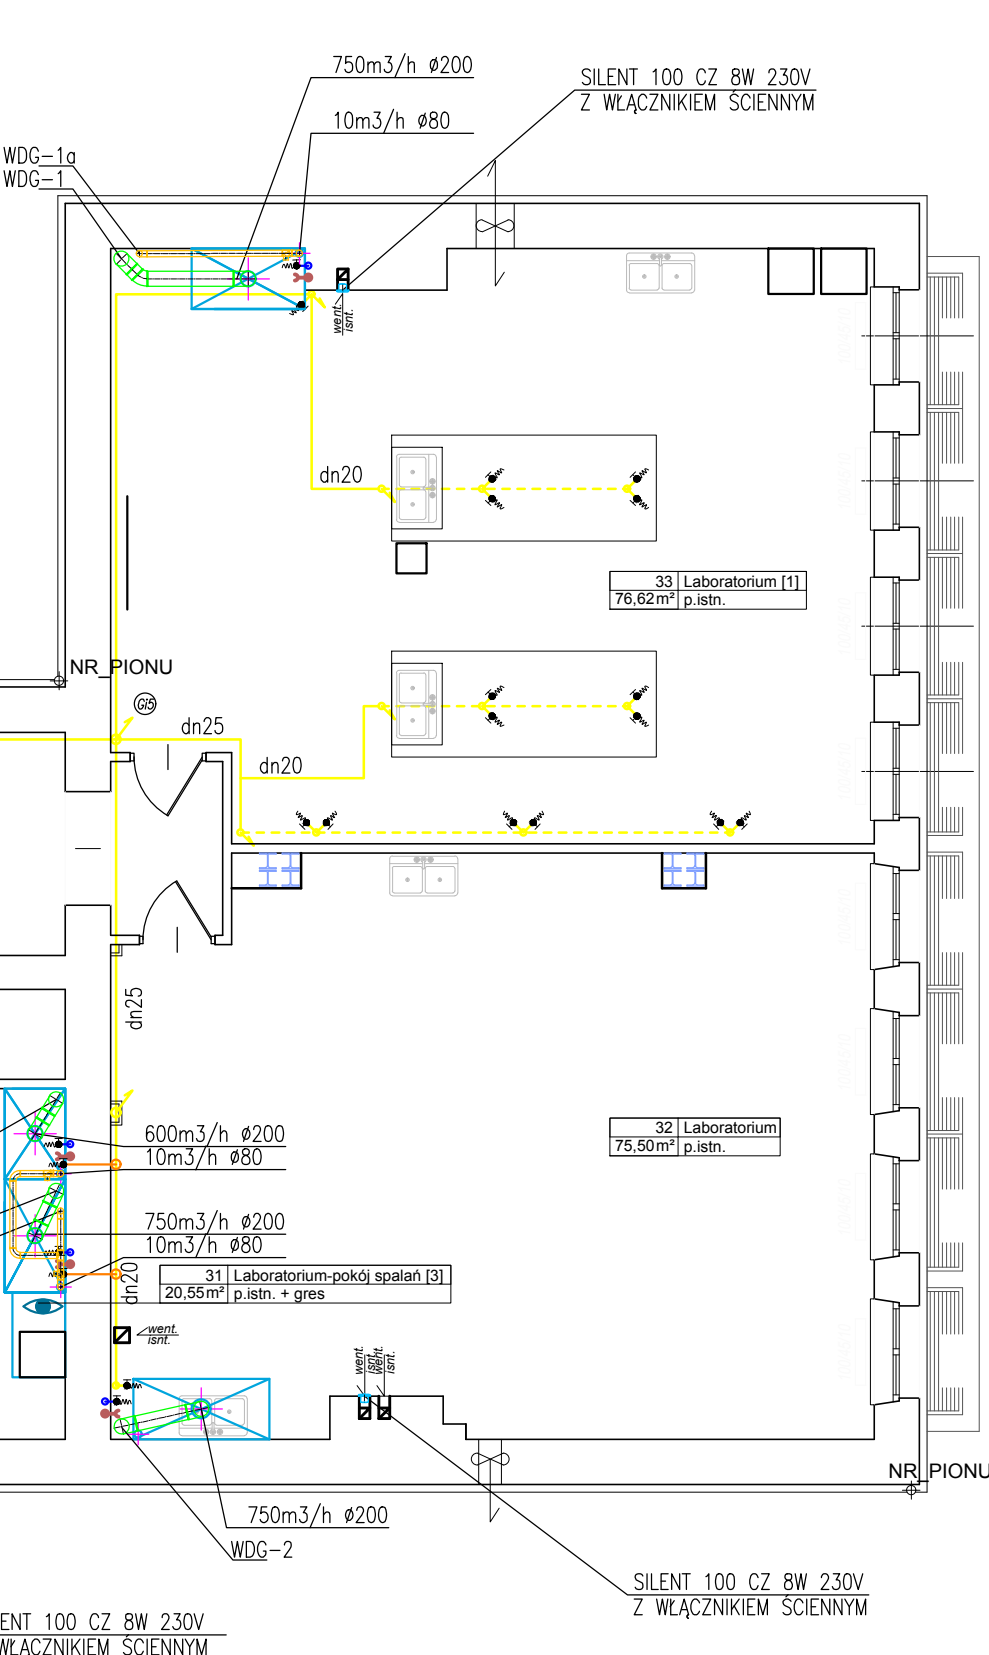 750m3/h ø200
SILENT 100 CZ 8W 230V
Z WŁĄCZNIKIEM ŚCIENNYM
10m3/h ø80
WDG-1a
WDG-1
went.
isnt.
dn20
33 Laboratorium [1]
76,62m² p.istn.
NR_PIONU
Gi5
dn25
dn20
dn25
600m3/h ø200
10m3/h ø80
32 Laboratorium
75,50m² p.istn.
750m3/h ø200
10m3/h ø80
dn20
31 Laboratorium-pokój spalań [3]
20,55m² p.istn. + gres
went.
isnt.
went.
isnt.
went.
isnt.
NR_PIONU
750m3/h ø200
WDG-2
SILENT 100 CZ 8W 230V
Z WŁĄCZNIKIEM ŚCIENNYM
ENT 100 CZ 8W 230V
WŁĄCZNIKIEM ŚCIENNYM